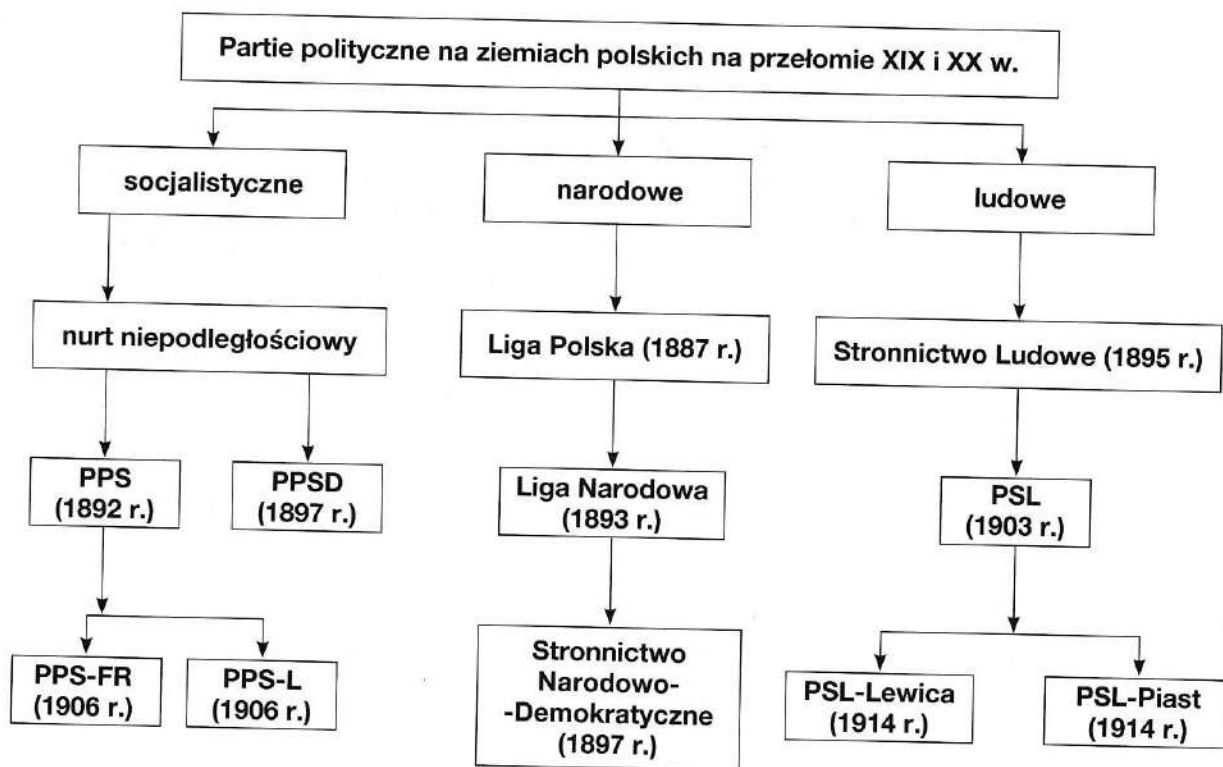 Partie polityczne na ziemiach polskich na przełomie XIX i XX w.
socjalistyczne
narodowe
ludowe
nurt niepodległościowy
Liga Polska (1887 r.)
Stronnictwo Ludowe (1895 r.)
PPS
(1892 r.)
PPSD
(1897 r.)
Liga Narodowa
(1893 r.)
PSL
(1903 r.)
PPS-FR
(1906 r.)
PPS-L
(1906 r.)
Stronnictwo
Narodowo-
-Demokratyczne
(1897 r.)
PSL-Lewica
(1914 r.)
PSL-Piast
(1914 r.)